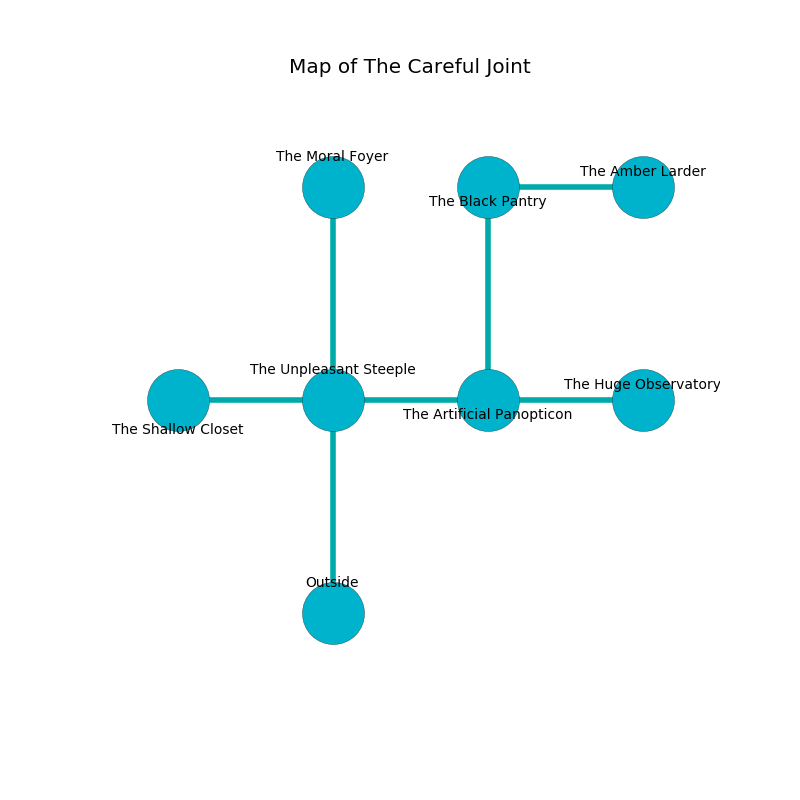 Map of The Careful Joint
The Moral Foyer
The Amber Larder
The Black Pantry
The Unpleasant Steeple
The Huge Observatory
The Artificial Panopticon
The Shallow Closet
Outside